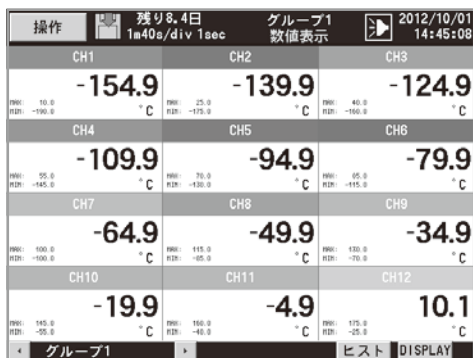 操作 残り8.4日 グループ1 2012/10/01
1m40s/div 1sec 数値表示 14:45:08
CH1 CH2 CH3
-154.9 -139.9 -124.9
MAX: 10.0 MAX: 25.0 MAX: 40.0
MIN: -190.0 °C MIN: -175.0 °C MIN: -160.0 °C
CH4 CH5 CH6
-109.9 -94.9 -79.9
MAX: 55.0 MAX: 70.0 MAX: 85.0
MIN: -145.0 °C MIN: -130.0 °C MIN: -115.0 °C
CH7 CH8 CH9
-64.9 -49.9 -34.9
MAX: 100.0 MAX: 115.0 MAX: 130.0
MIN: -100.0 °C MIN: -85.0 °C MIN: -70.0 °C
CH10 CH11 CH12
-19.9 -4.9 10.1
MAX: 145.0 MAX: 160.0 MAX: 175.0
MIN: -55.0 °C MIN: -40.0 °C MIN: -25.0 °C
グループ1 ヒスト DISPLAY